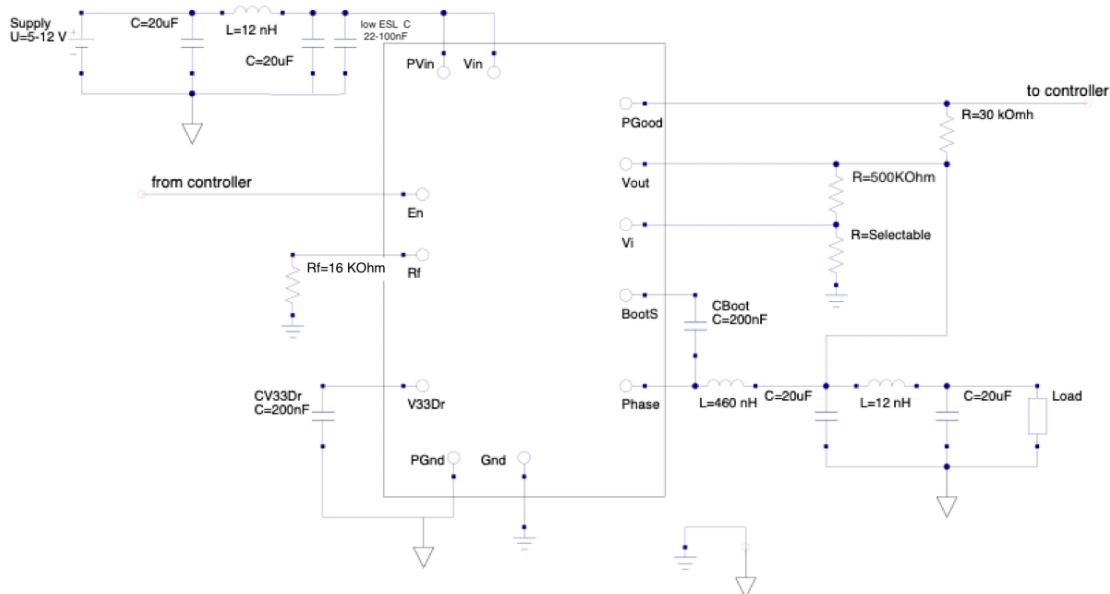 Supply
U=5-12 V
C=20uF
L=12 nH
C=20uF
low ESL C
22-100nF
PVin
Vin
to controller
PGood
R=30 kOmh
Vout
R=500KOhm
from controller
En
Vi
R=Selectable
Rf=16 KOhm
Rf
BootS
CBoot
C=200nF
CV33Dr
C=200nF
V33Dr
Phase
L=460 nH
C=20uF
L=12 nH
C=20uF
Load
PGnd
Gnd